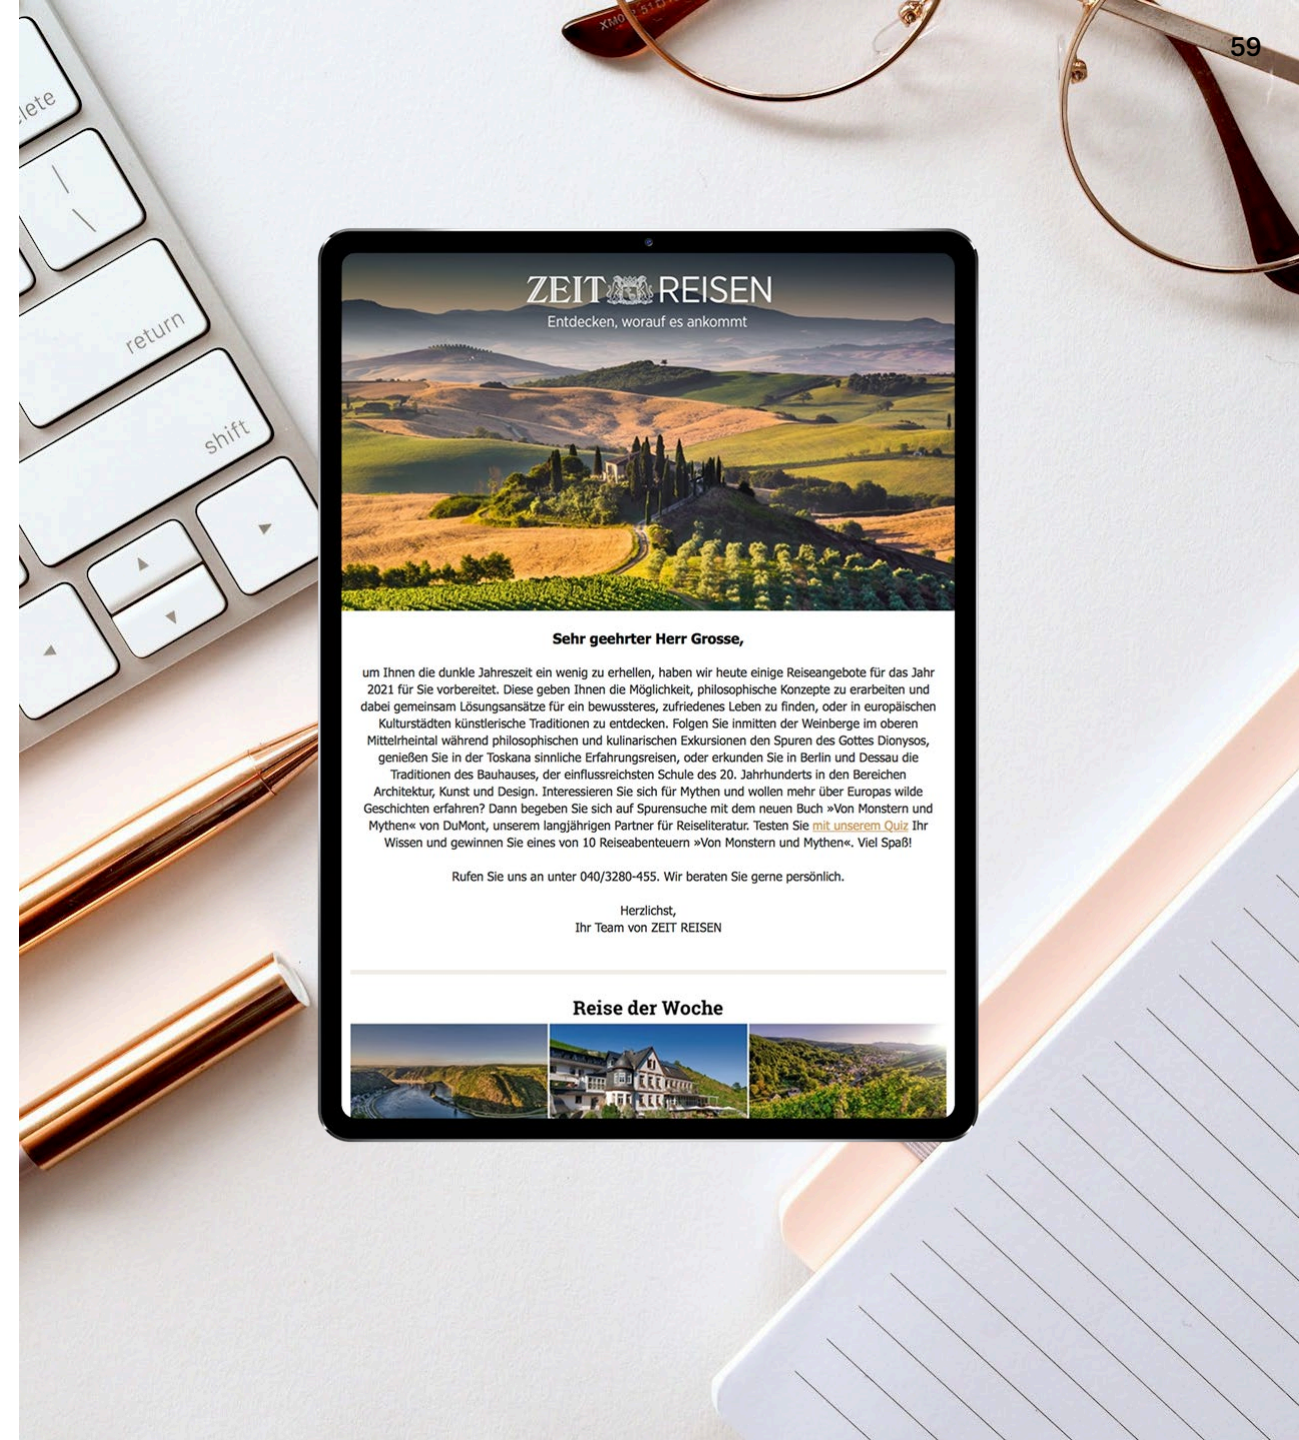 59
return
shift
ZEIT REISEN
Entdecken, worauf es ankommt
Sehr geehrter Herr Grosse,
um Ihnen die dunkle Jahreszeit ein wenig zu erhellen, haben wir heute einige Reiseangebote für das Jahr
2021 für Sie vorbereitet. Diese geben Ihnen die Möglichkeit, philosophische Konzepte zu erarbeiten und
dabei gemeinsam Lösungsansätze für ein bewussteres, zufriedenes Leben zu finden, oder in europäischen
Kulturstädten künstlerische Traditionen zu entdecken. Folgen Sie inmitten der Weinberge im oberen
Mittelrheintal während philosophischen und kulinarischen Exkursionen den Spuren des Gottes Dionysos,
genießen Sie in der Toskana sinnliche Erfahrungsreisen, oder erkunden Sie in Berlin und Dessau die
Traditionen des Bauhauses, der einflussreichsten Schule des 20. Jahrhunderts in den Bereichen
Architektur, Kunst und Design. Interessieren Sie sich für Mythen und wollen mehr über Europas wilde
Geschichten erfahren? Dann begeben Sie sich auf Spurensuche mit dem neuen Buch »Von Monstern und
Mythen« von DuMont, unserem langjährigen Partner für Reiseliteratur. Testen Sie mit unserem Quiz Ihr
Wissen und gewinnen Sie eines von 10 Reiseabenteuern »Von Monstern und Mythen«. Viel Spaß!
Rufen Sie uns an unter 040/3280-455. Wir beraten Sie gerne persönlich.
Herzlichst,
Ihr Team von ZEIT REISEN
Reise der Woche